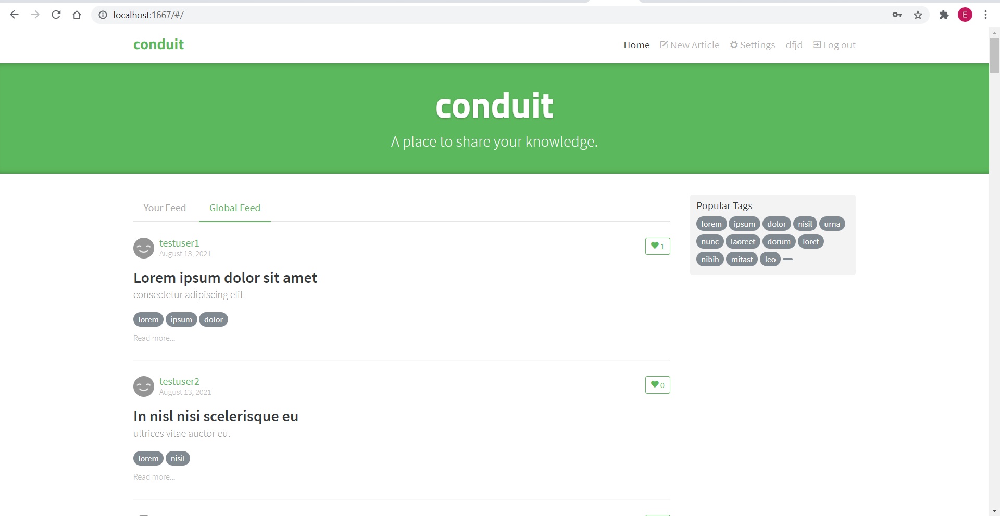 localhost:1667/#/
E
conduit
Home New Article Settings dfjd Log out
conduit
A place to share your knowledge.
Your Feed Global Feed
Popular Tags
lorem ipsum dolor nisil urna
nunc laoreet dorum loret
nibih mitast leo
testuser1
August 13, 2021
1
Lorem ipsum dolor sit amet
consectetur adipiscing elit
lorem ipsum dolor
Read more...
testuser2
August 13, 2021
0
In nisl nisi scelerisque eu
ultrices vitae auctor eu.
lorem nisil
Read more...